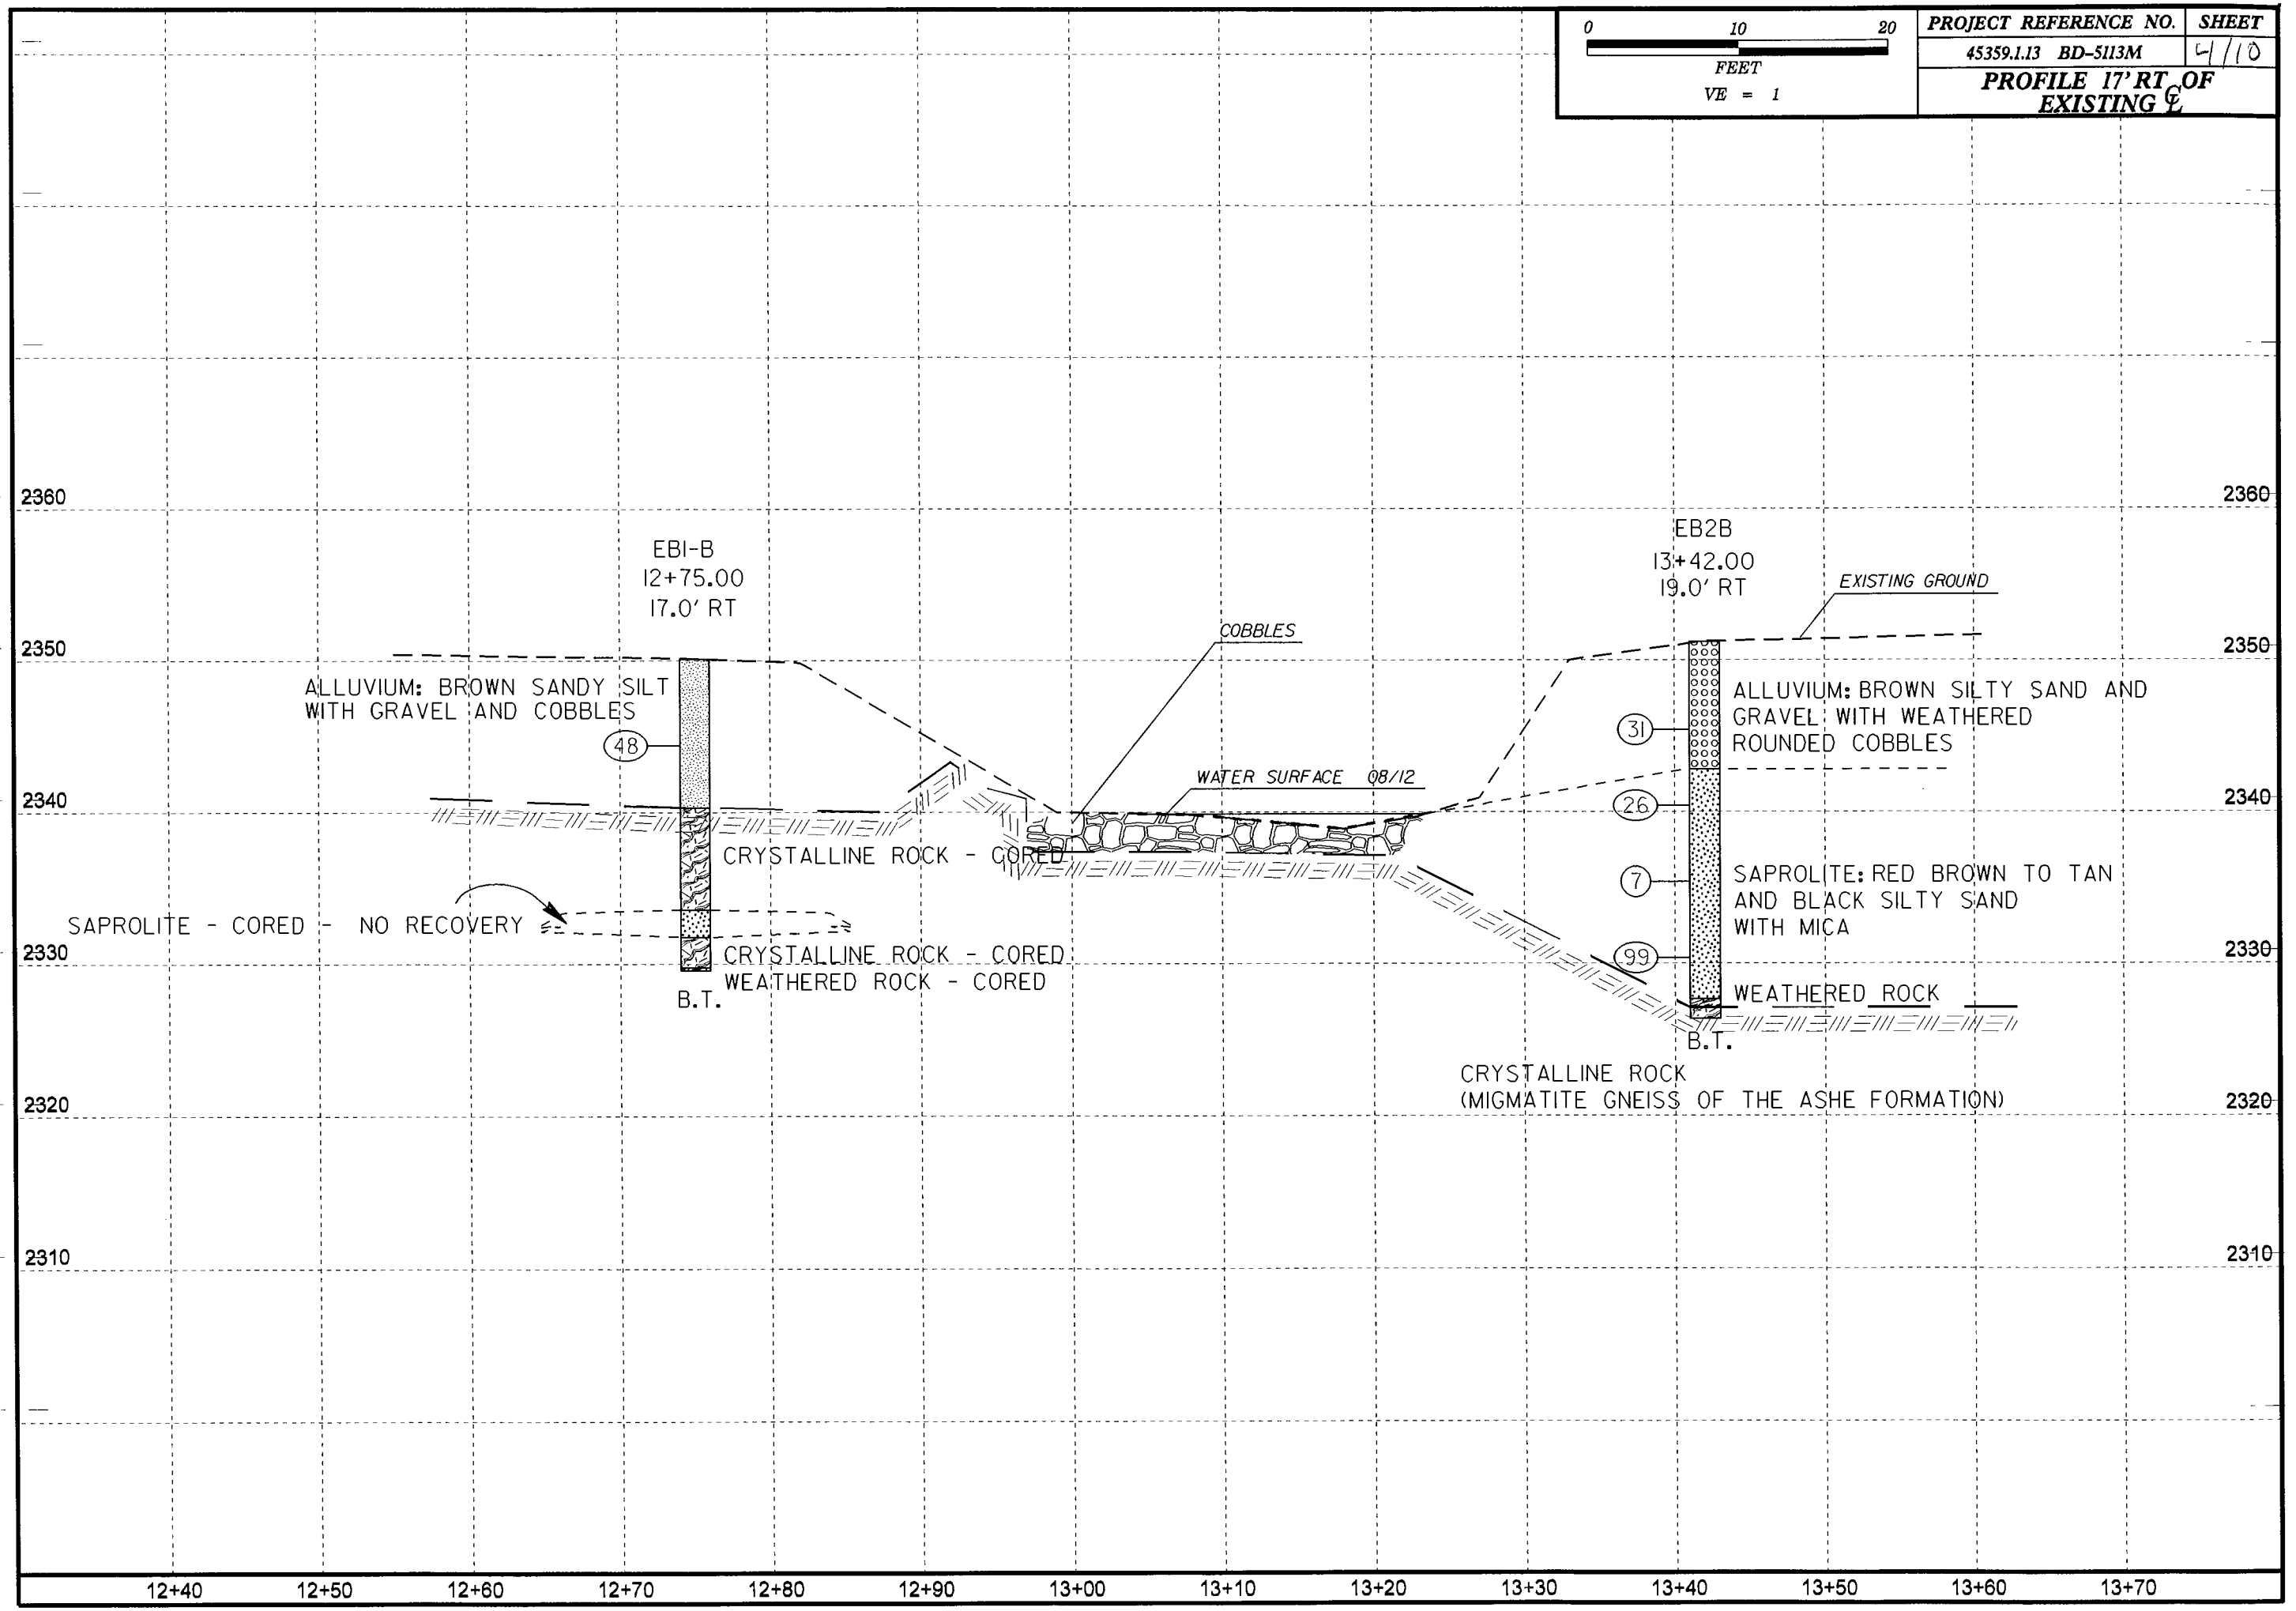 0 10 20
FEET
VE = 1
PROJECT REFERENCE NO.
SHEET
45359.1.13 BD-5113M
4/10
PROFILE 17' RT OF
EXISTING ℄
2360
2360
EB1-B
12+75.00
17.0' RT
EB2B
13+42.00
19.0' RT
EXISTING GROUND
COBBLES
2350
2350
ALLUVIUM: BROWN SANDY SILT
WITH GRAVEL AND COBBLES
48
ALLUVIUM: BROWN SILTY SAND AND
GRAVEL WITH WEATHERED
ROUNDED COBBLES
31
WATER SURFACE 08/12
2340
2340
26
CRYSTALLINE ROCK - CORED
7
SAPROLITE: RED BROWN TO TAN
AND BLACK SILTY SAND
WITH MICA
SAPROLITE - CORED - NO RECOVERY
2330
2330
CRYSTALLINE ROCK - CORED
WEATHERED ROCK - CORED
B.T.
99
WEATHERED ROCK
B.T.
CRYSTALLINE ROCK
(MIGMATITE GNEISS OF THE ASHE FORMATION)
2320
2320
2310
2310
12+40 12+50 12+60 12+70 12+80 12+90 13+00 13+10 13+20 13+30 13+40 13+50 13+60 13+70